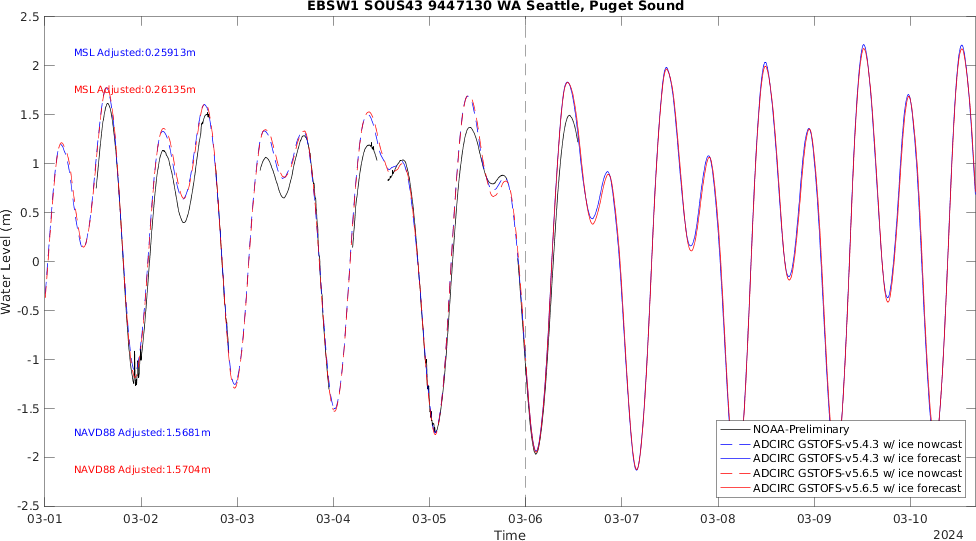 EBSW1 SOUS43 9447130 WA Seattle, Puget Sound
2.5
2
1.5
1
0.5
0
-0.5
-1
-1.5
-2
-2.5
Water Level (m)
MSL Adjusted:0.25913m
MSL Adjusted:0.26135m
NAVD88 Adjusted:1.5681m
NAVD88 Adjusted:1.5704m
NOAA-Preliminary
ADCIRC GSTOFS-v5.4.3 w/ ice nowcast
ADCIRC GSTOFS-v5.4.3 w/ ice forecast
ADCIRC GSTOFS-v5.6.5 w/ ice nowcast
ADCIRC GSTOFS-v5.6.5 w/ ice forecast
03-01 03-02 03-03 03-04 03-05 03-06 03-07 03-08 03-09 03-10
Time
2024